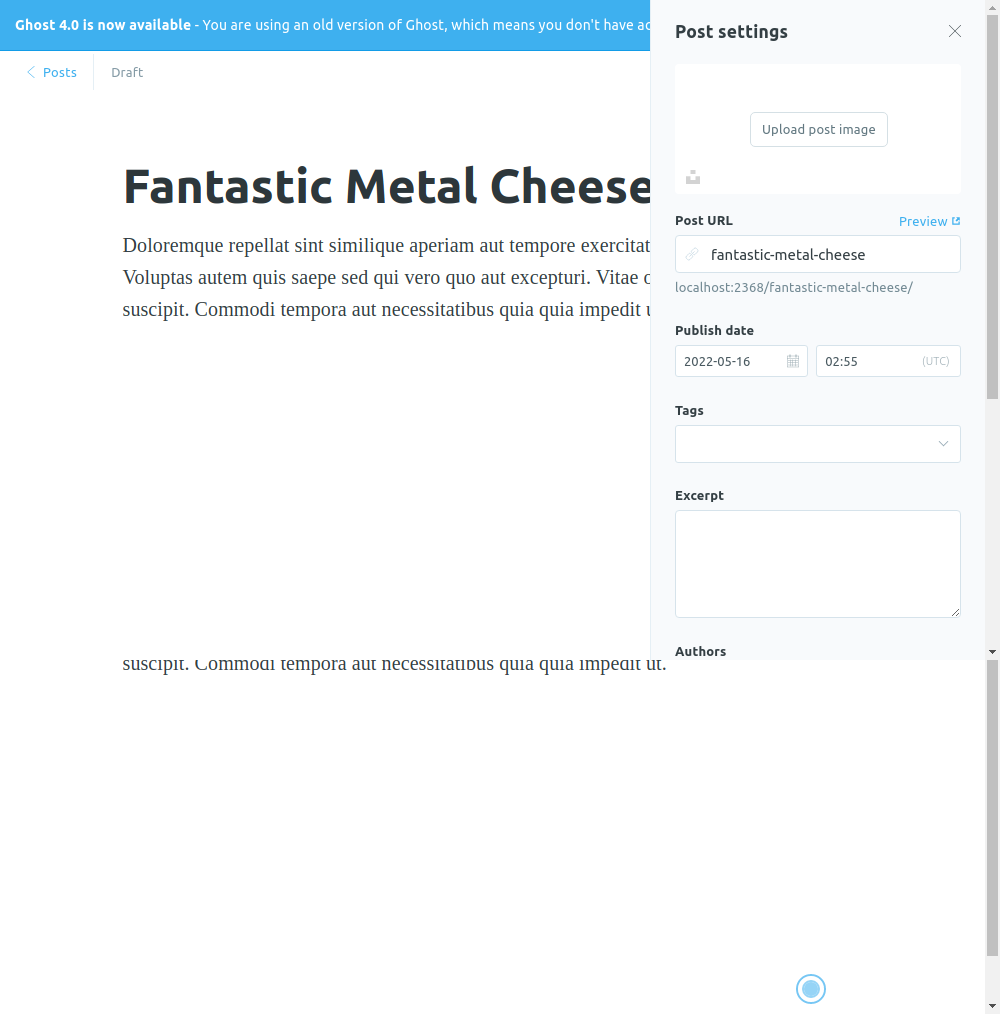 Ghost 4.0 is now available - You are using an old version of Ghost, which means you don't have
Posts
Draft
Fantastic Metal Cheese
Doloremque repellat sint similique aperiam aut tempore
Voluptas autem quis saepe sed qui vero quo aut excepturi. Vitae
suscipit. Commodi tempora aut necessitatibus quia quia impedit
suscipit. Commodi tempora aut necessitatibus quia quia impedit ut.
Post settings
Upload post image
Post URL
Preview
fantastic-metal-cheese
localhost:2368/fantastic-metal-cheese/
Publish date
2022-05-16
02:55
(UTC)
Tags
Excerpt
Authors